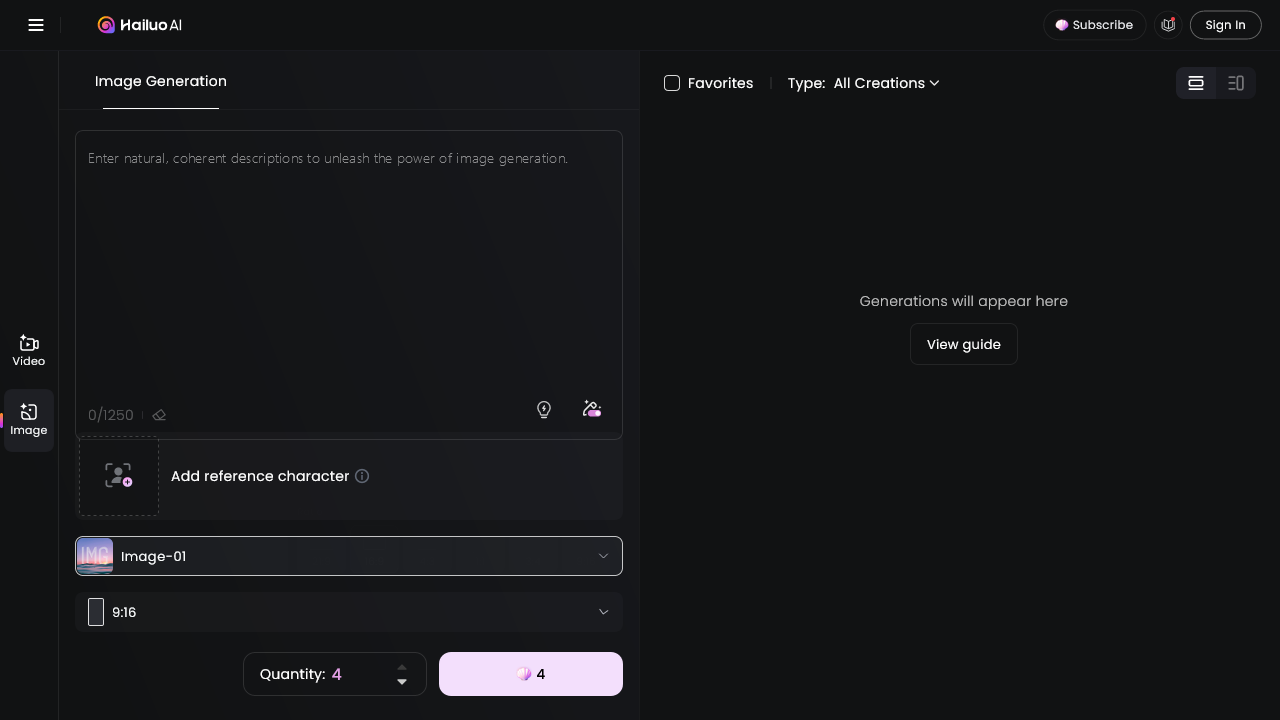 Hailuo AI
Subscribe
Sign In
Image Generation
Favorites
Type: All Creations
Enter natural, coherent descriptions to unleash the power of image generation.
Generations will appear here
View guide
Video
Image
0/1250
Add reference character
IMG
Image-01
9:16
Quantity: 4
4